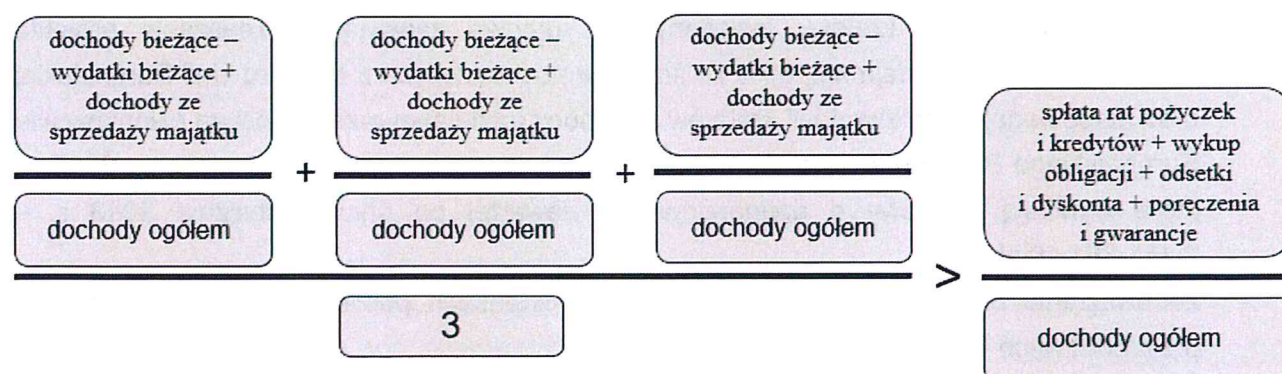 dochody bieżące –
wydatki bieżące +
dochody ze
sprzedaży majątku
dochody ogółem
+
dochody bieżące –
wydatki bieżące +
dochody ze
sprzedaży majątku
dochody ogółem
+
dochody bieżące –
wydatki bieżące +
dochody ze
sprzedaży majątku
dochody ogółem
3
>
spłata rat pożyczek
i kredytów + wykup
obligacji + odsetki
i dyskonta + poręczenia
i gwarancje
dochody ogółem